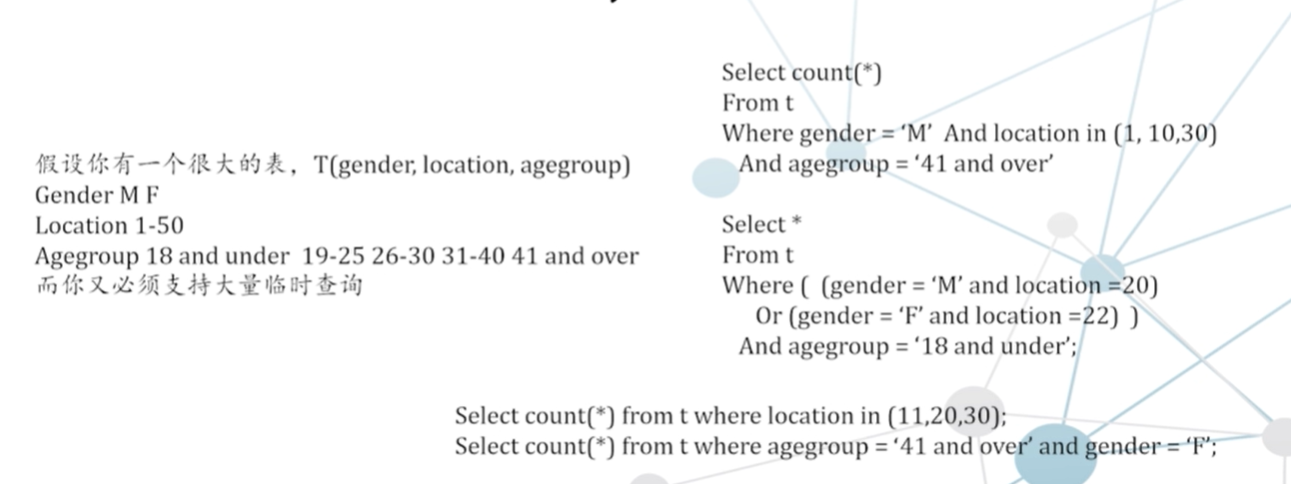 假设你有一个很大的表，T(gender, location, agegroup)
Gender M F
Location 1-50
Agegroup 18 and under 19-25 26-30 31-40 41 and over
而你又必须支持大量临时查询
Select count(*)
From t
Where gender = ‘M’ And location in (1, 10,30)
And agegroup = ‘41 and over’
Select *
From t
Where ( (gender = ‘M’ and location =20)
Or (gender = ‘F’ and location =22) )
And agegroup = ‘18 and under’;
Select count(*) from t where location in (11,20,30);
Select count(*) from t where agegroup = ‘41 and over’ and gender = ‘F’;